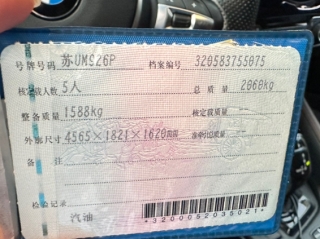 号牌号码 苏UMS26P 档案编号 320583755075
核定载人数 5人 总质量 2060kg
整备质量 1588kg 核定载质量 --
外廓尺寸 4565×1821×1620mm 准牵引总质量 --
备注
检验记录
汽油
*3200052035021*